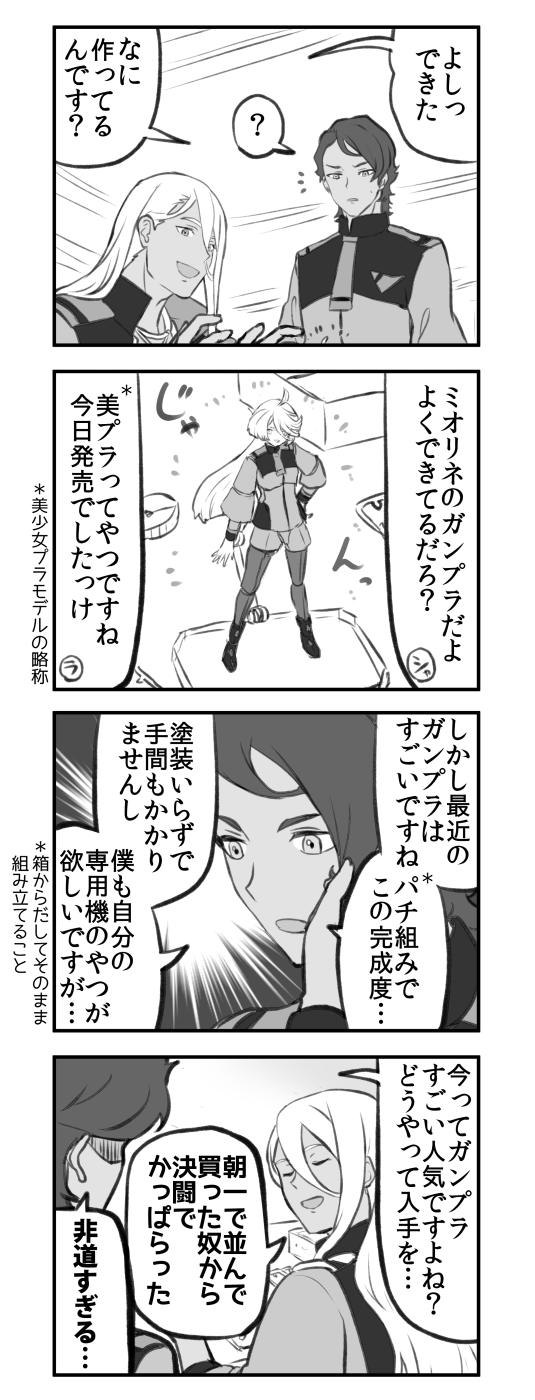 よしっ
できた
？
なに
作ってる
んです？
ミオリネのガンプラだよ
よくできてるだろ？
シャ
じゃ
んっ
＊
美プラってやつですね
今日発売でしたっけ
ラ
＊美少女プラモデルの略称
しかし最近の
ガンプラは
すごいですね
＊
パチ組みで
この完成度…
塗装いらずで
手間もかかり
ませんし
僕も自分の
専用機のやつが
欲しいですが…
＊箱からだしてそのまま
組み立てること
今ってガンプラ
すごい人気ですよね？
どうやって入手を…
朝一で並んで
買った奴から
決闘で
かっぱらった
非道すぎる…